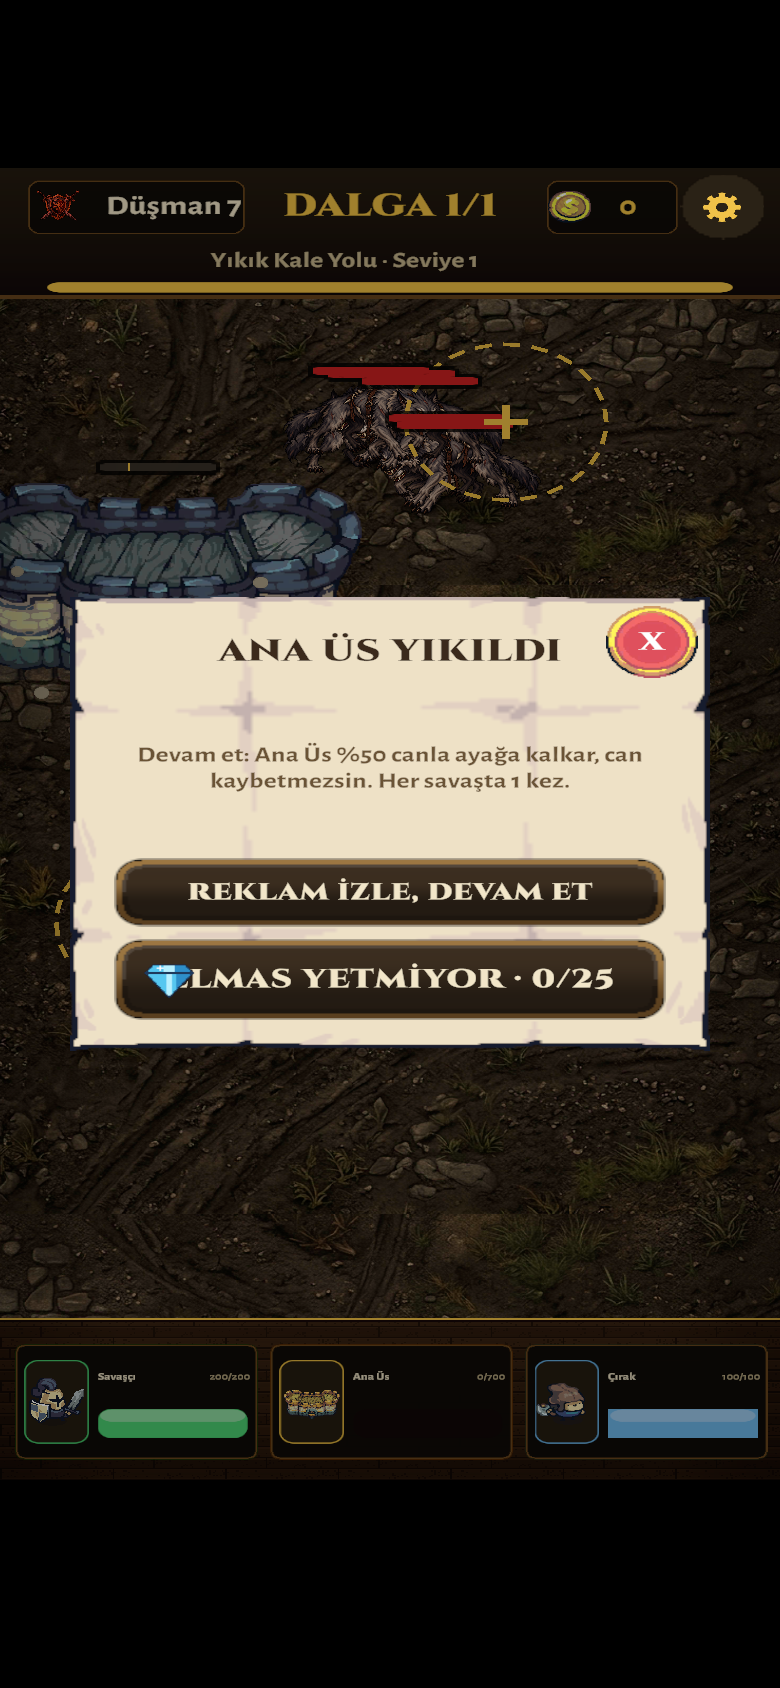 Düşman 7
DALGA 1/1
0
Yıkık Kale Yolu · Seviye 1
ANA ÜS YIKILDI
X
Devam et: Ana Üs %50 canla ayağa kalkar, can
kaybetmezsin. Her savaşta 1 kez.
REKLAM İZLE, DEVAM ET
ELMAS YETMİYOR · 0/25
Savaşçı 200/200
Ana Üs 0/700
Çırak 100/100